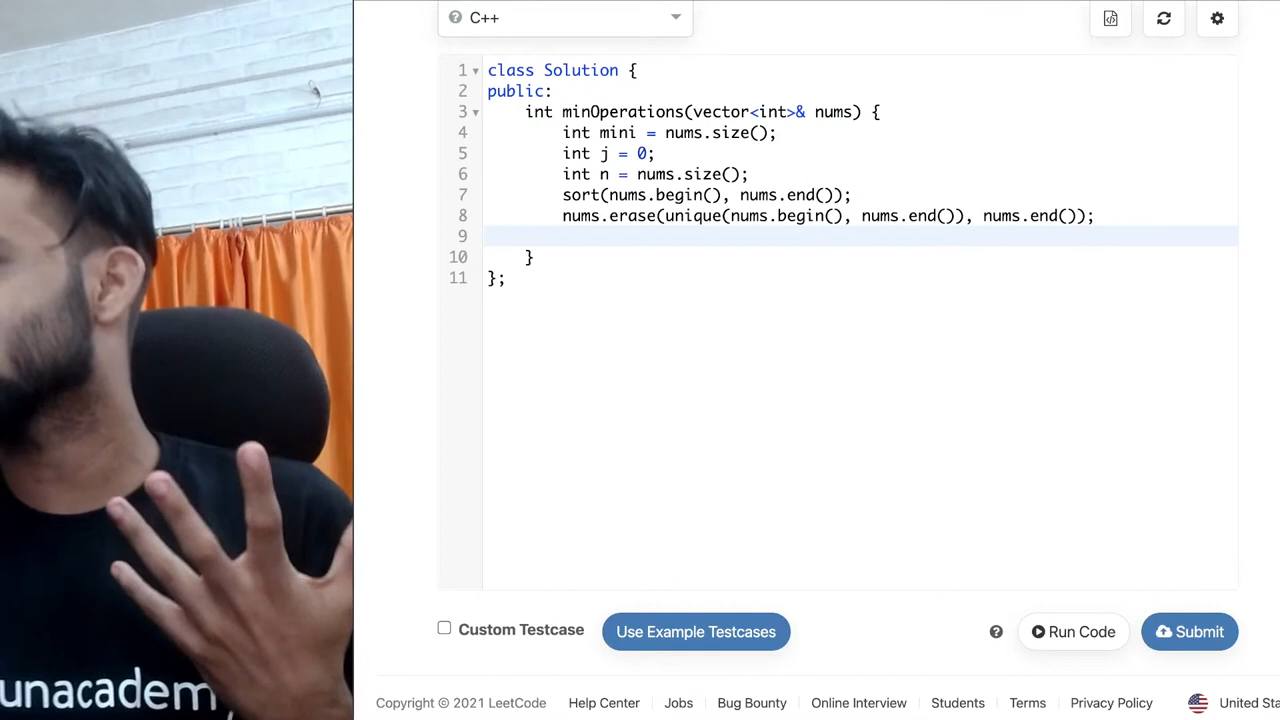 C++
1 class Solution {
2 public:
3 int minOperations(vector<int>& nums) {
4 int mini = nums.size();
5 int j = 0;
6 int n = nums.size();
7 sort(nums.begin(), nums.end());
8 nums.erase(unique(nums.begin(), nums.end()), nums.end());
9
10 }
11 };
Custom Testcase Use Example Testcases Run Code Submit
Copyright © 2021 LeetCode Help Center Jobs Bug Bounty Online Interview Students Terms Privacy Policy United
unacadem